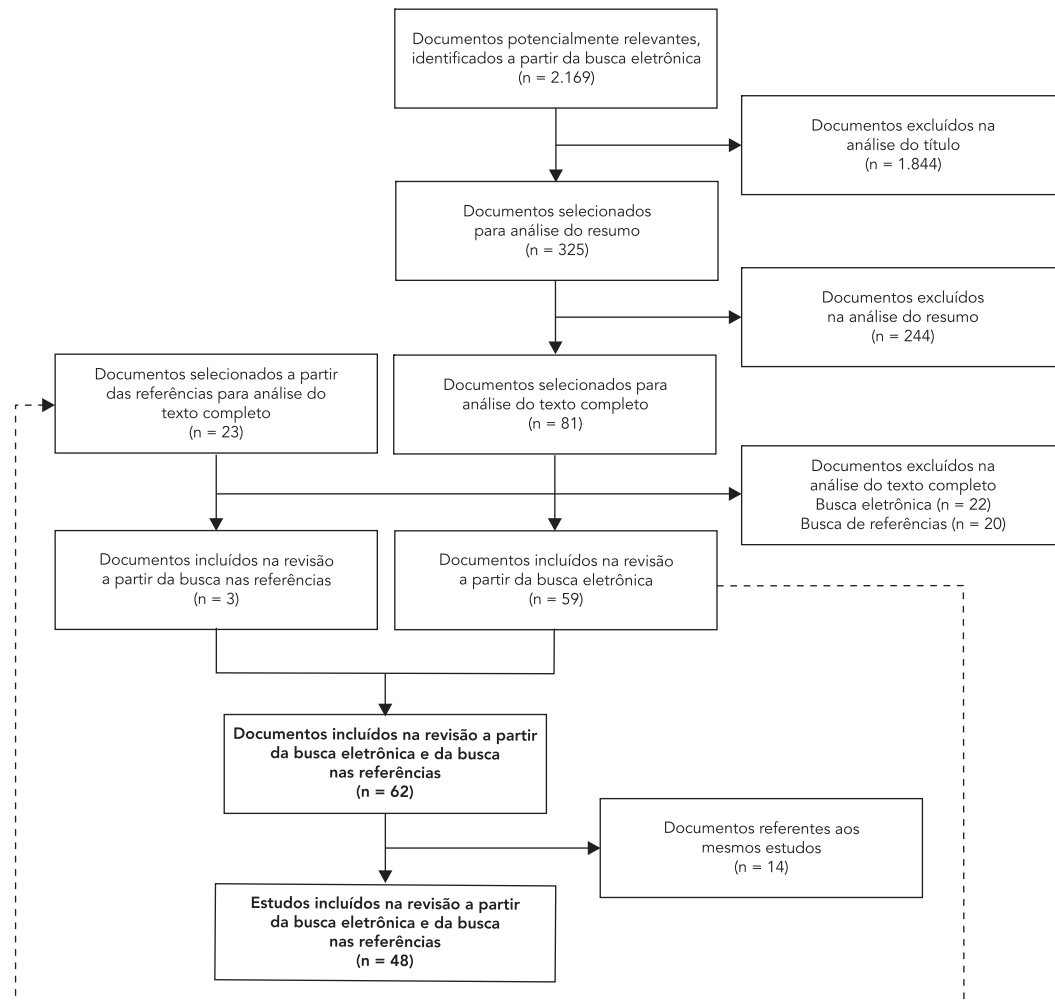 Documentos potencialmente relevantes,
identificados a partir da busca eletrônica
(n = 2.169)
Documentos excluídos na
análise do título
(n = 1.844)
Documentos selecionados
para análise do resumo
(n = 325)
Documentos excluídos
na análise do resumo
(n = 244)
Documentos selecionados a partir
das referências para análise do
texto completo
(n = 23)
Documentos selecionados para
análise do texto completo
(n = 81)
Documentos excluídos na
análise do texto completo
Busca eletrônica (n = 22)
Busca de referências (n = 20)
Documentos incluídos na revisão
a partir da busca nas referências
(n = 3)
Documentos incluídos na revisão
a partir da busca eletrônica
(n = 59)
Documentos incluídos na revisão a partir
da busca eletrônica e da busca
nas referências
(n = 62)
Documentos referentes aos
mesmos estudos
(n = 14)
Estudos incluídos na revisão a partir
da busca eletrônica e da busca
nas referências
(n = 48)